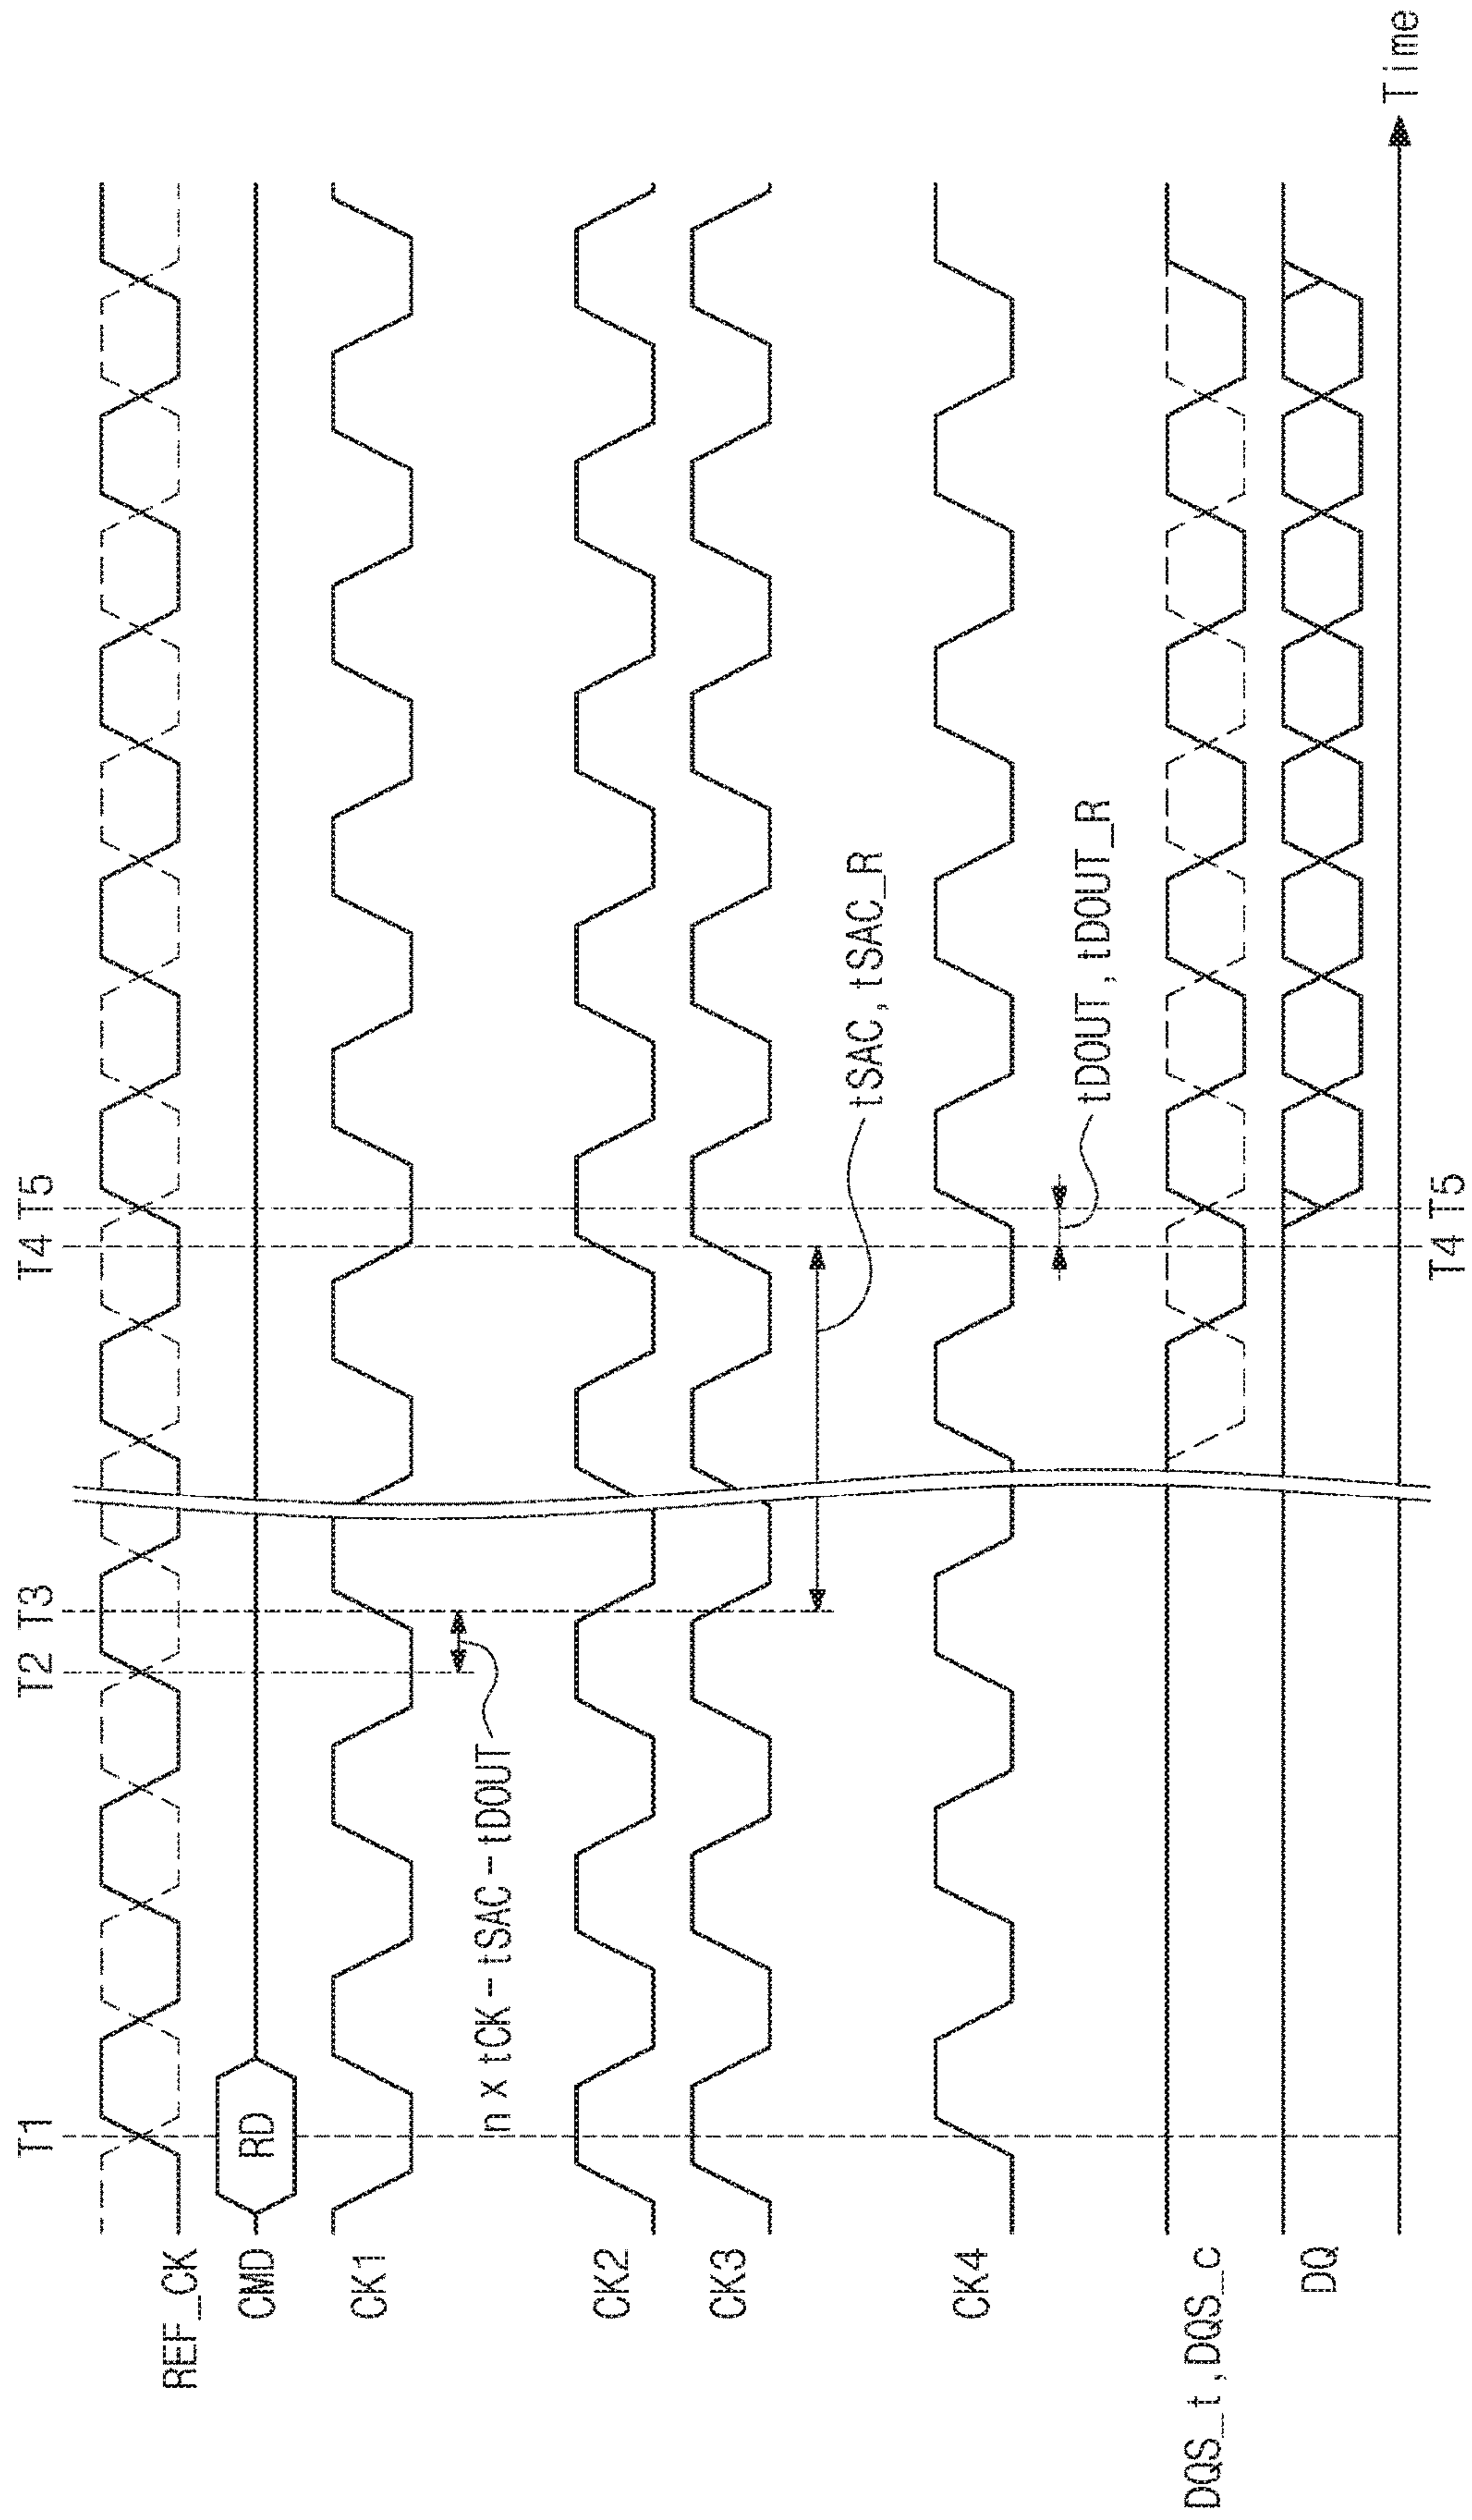 T1
T2 T3
T4 T5
REF_CK
CMD
RD
CK1
n x tCK-tSAC-tDOUT
CK2
CK3
tSAC, tSAC_R
CK4
tDOUT, tDOUT_R
DQS_t, DQS_c
DQ
T4 T5
Time